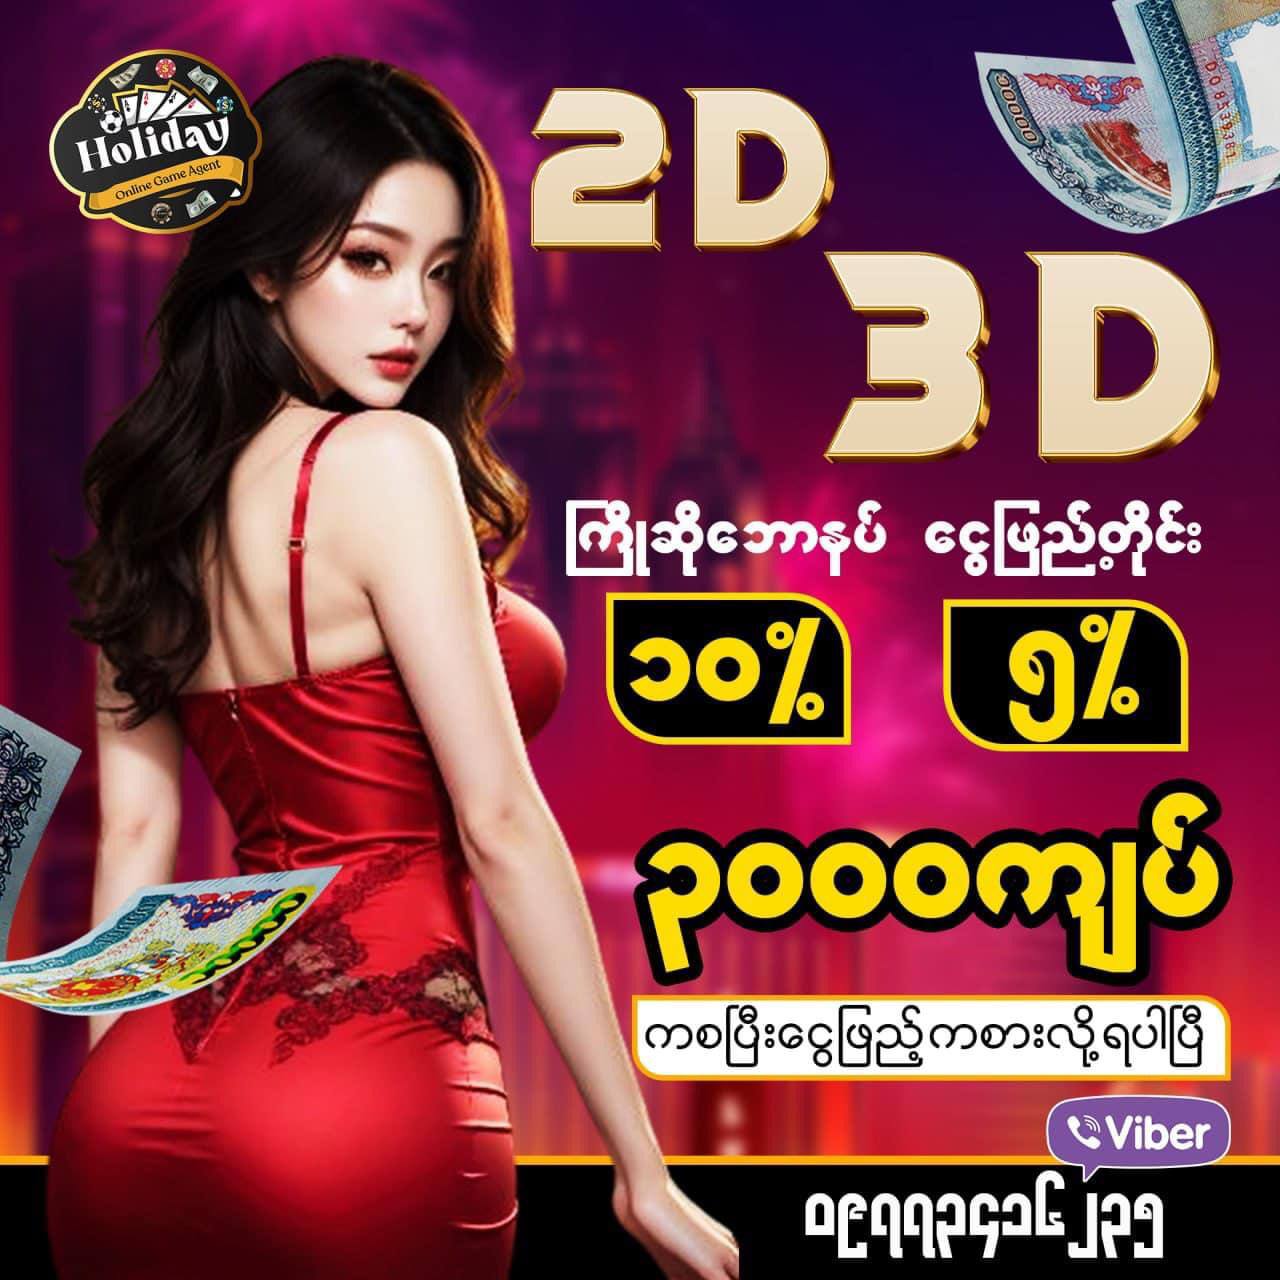 Holiday
Online Game Agent
2D
3D
ကြိုဆိုဘောနပ် ငွေဖြည့်တိုင်း
၁၀% ၅%
၃၀၀၀ကျပ်
ကစပြီးငွေဖြည့်ကစားလို့ရပါပြီ
Viber
၀၉၇၇၃၄၁၆၂၃၅